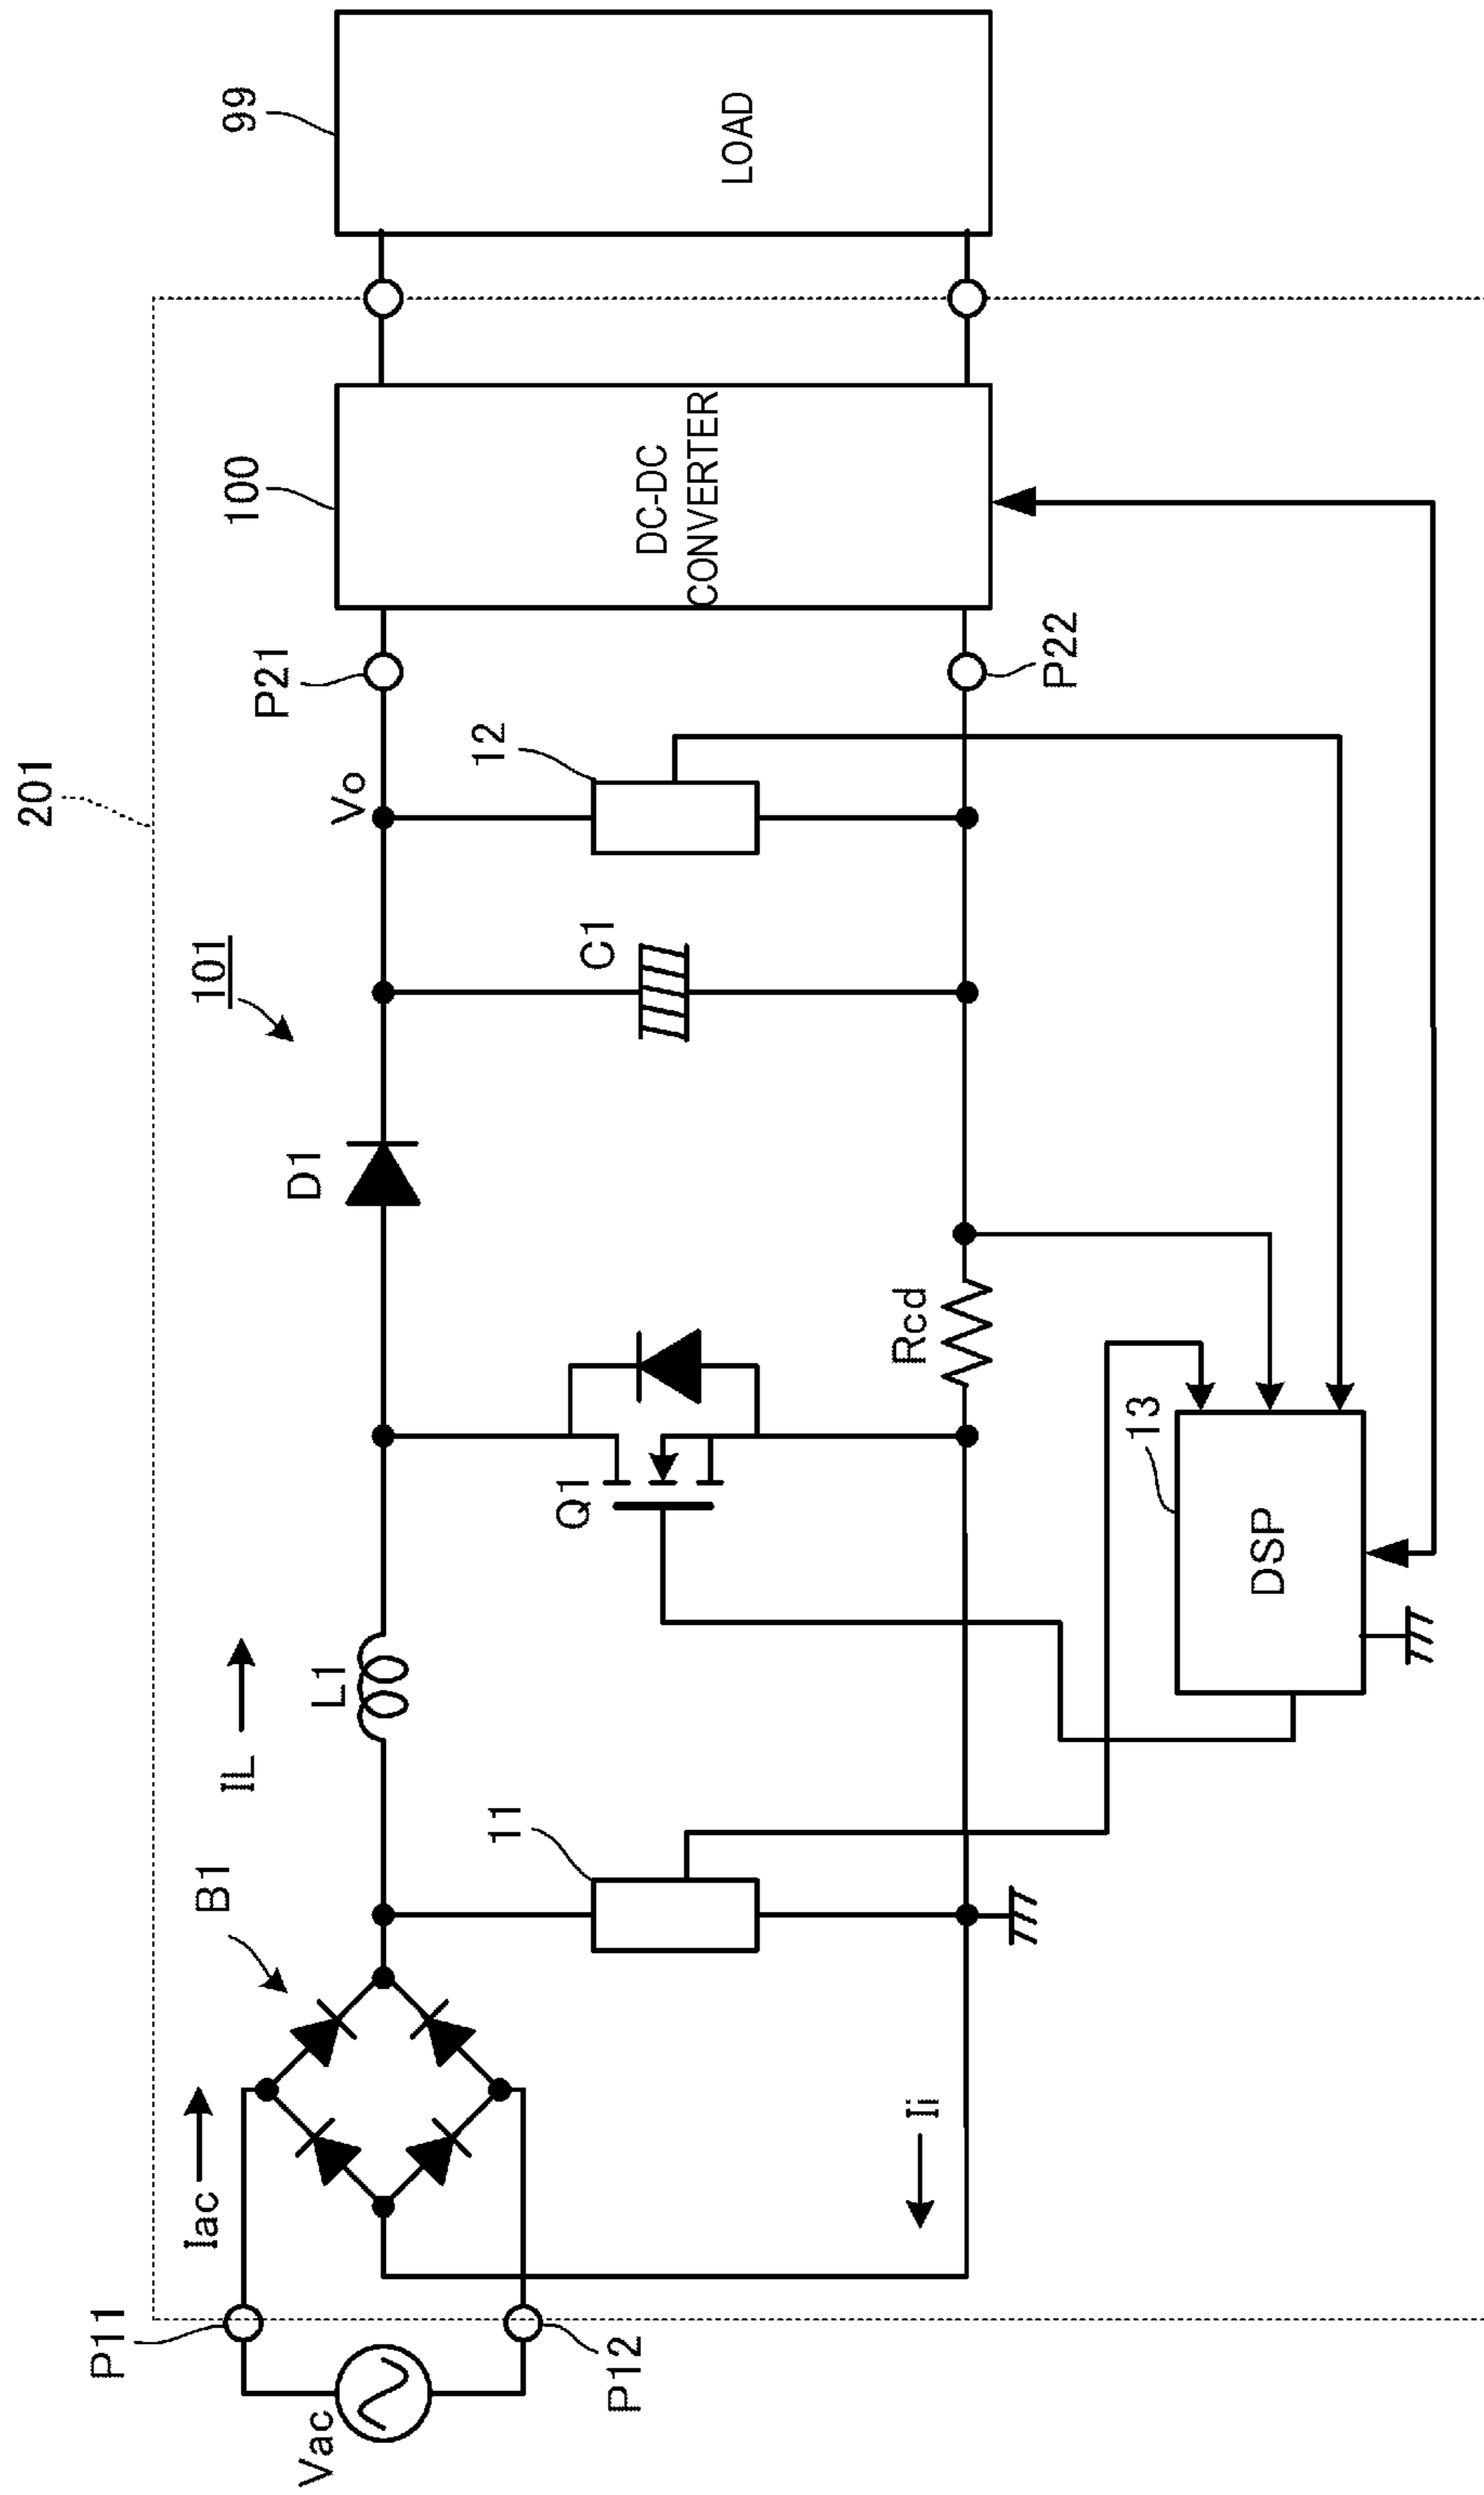 201
101
P11
Vac
P12
Iac
B1
IL
L1
11
Ii
Q1
D1
Rcd
C1
Vo
12
P21
P22
100
DC-DC
CONVERTER
99
LOAD
13
DSP